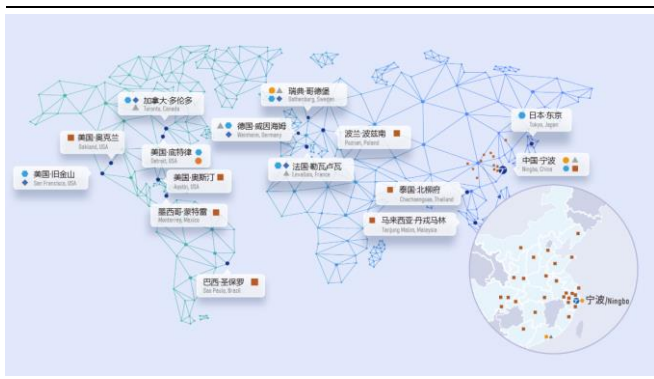 加拿大·多伦多
Toronto, Canada
瑞典·哥德堡
Gothenburg, Sweden
日本·东京
Tokyo, Japan
美国·奥克兰
Oakland, USA
美国·底特律
Detroit, USA
德国·威因海姆
Weinheim, Germany
波兰·波兹南
Poznan, Poland
中国·宁波
Ningbo, China
美国·旧金山
San Francisco, USA
美国·奥斯汀
Austin, USA
法国·勒瓦卢瓦
Levallois, France
泰国·北柳府
Chachoengsao, Thailand
墨西哥·蒙特雷
Monterrey, Mexico
马来西亚·丹戎马林
Tanjung Malim, Malaysia
巴西·圣保罗
Sao Paulo, Brazil
宁波/Ningbo